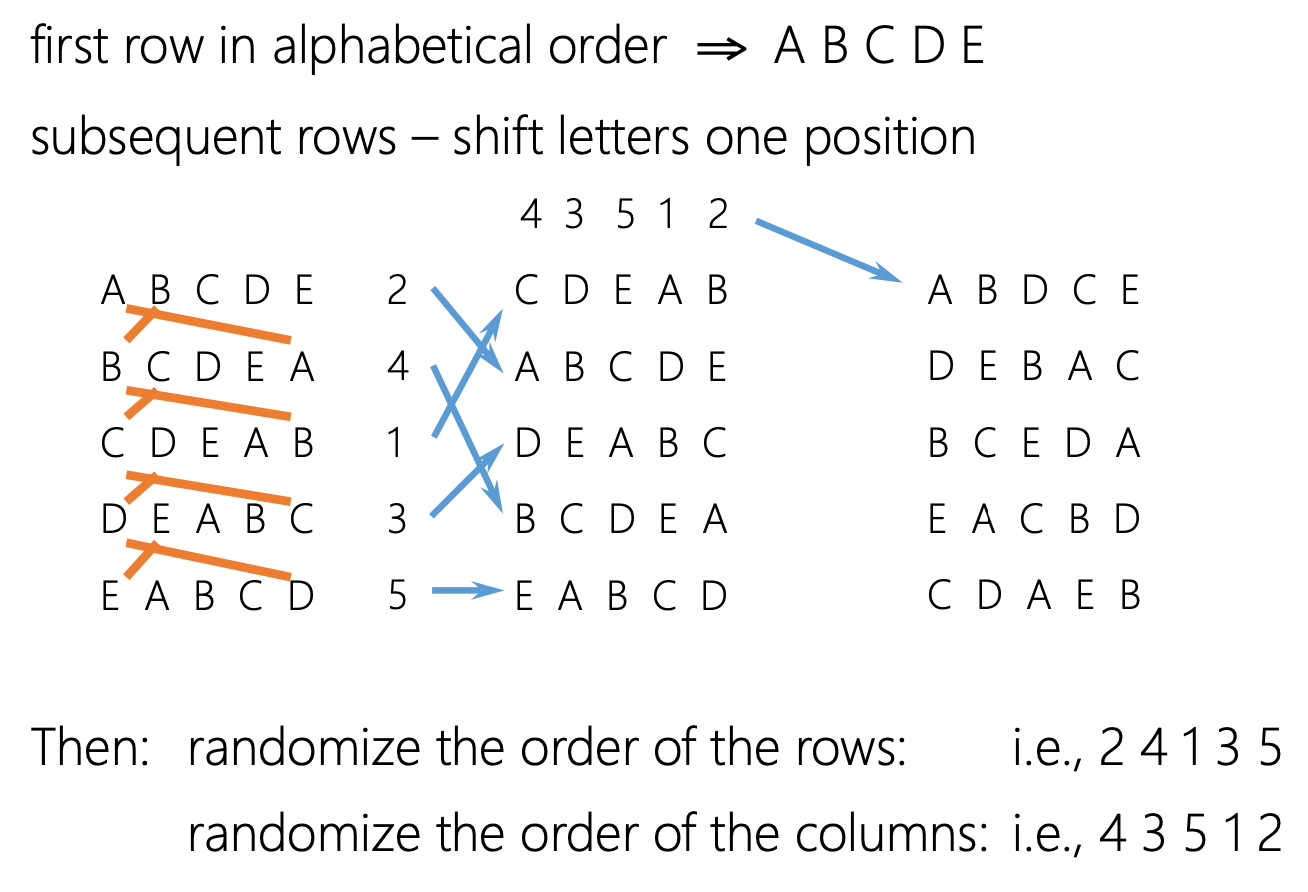 first row in alphabetical order ⇒ A B C D E
subsequent rows – shift letters one position
4 3 5 1 2
A B C D E 2 C D E A B A B D C E
B C D E A 4 A B C D E D E B A C
C D E A B 1 D E A B C B C E D A
D E A B C 3 B C D E A E A C B D
E A B C D 5 E A B C D C D A E B
Then: randomize the order of the rows: i.e., 2 4 1 3 5
randomize the order of the columns: i.e., 4 3 5 1 2